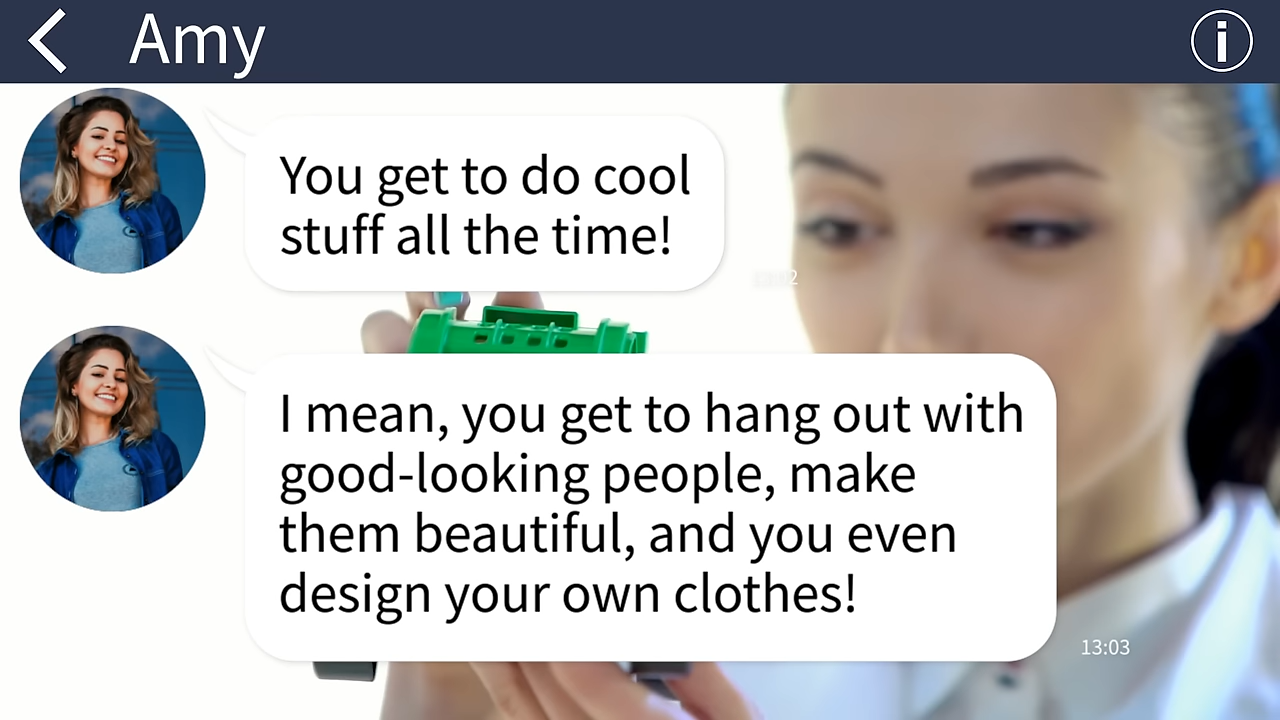 Amy
You get to do cool
stuff all the time!
I mean, you get to hang out with
good-looking people, make
them beautiful, and you even
design your own clothes!
13:03